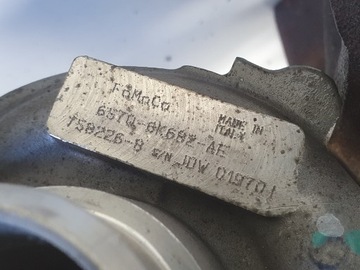 FoMoCo
6S7Q-6K682-AF
MADE IN
ITALY
758226-8 S/N JDW 01970